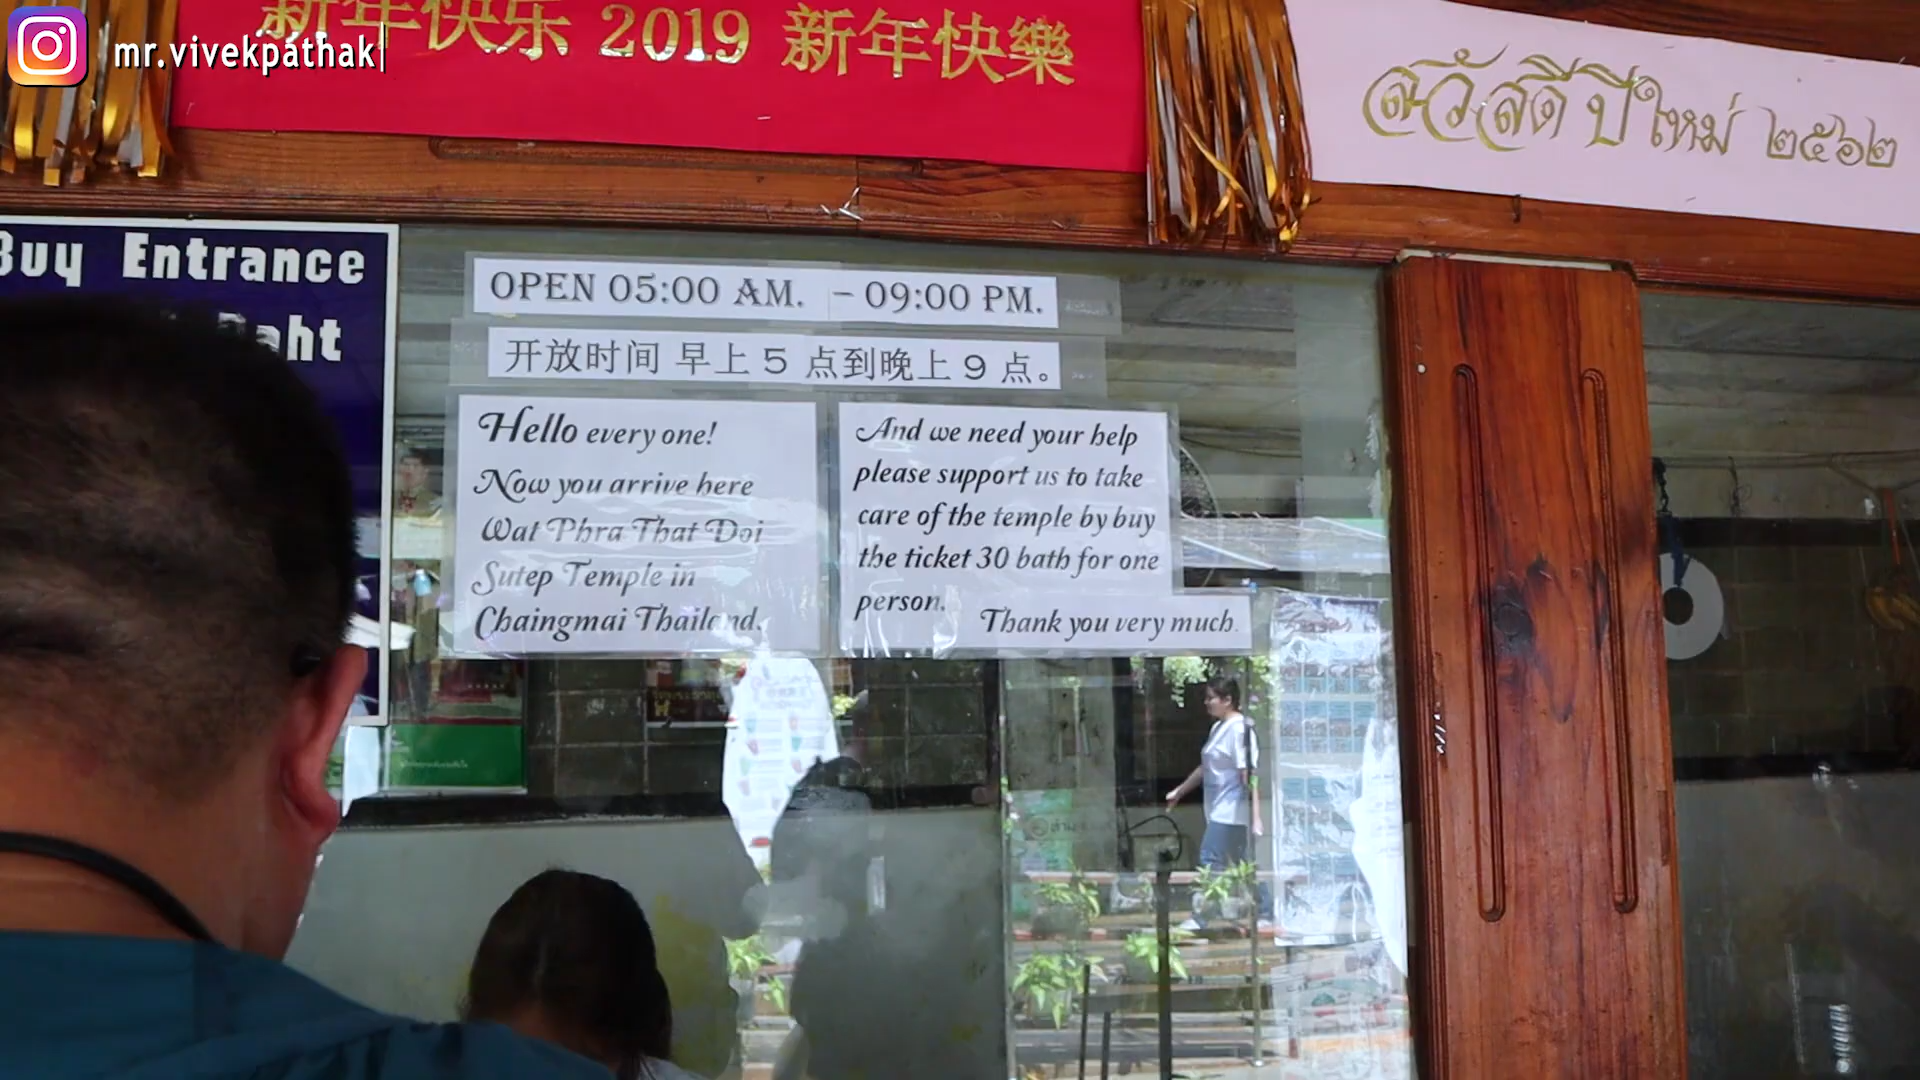 mr.vivekpathak
新年快乐 2019 新年快樂
สวัสดีปีใหม่ ๒๕๖๒
Buy Entrance
OPEN 05:00 AM. – 09:00 PM.
开放时间 早上 5 点到晚上 9 点。
Hello every one!
Now you arrive here
Wat Phra That Doi
Sutep Temple in
Chaingmai Thailand.
And we need your help
please support us to take
care of the temple by buy
the ticket 30 bath for one
person.
Thank you very much.